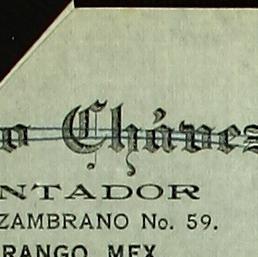 o Chávez
NTADOR
ZAMBRANO No. 59.
RANGO, MEX.